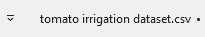 tomato irrigation dataset.csv •